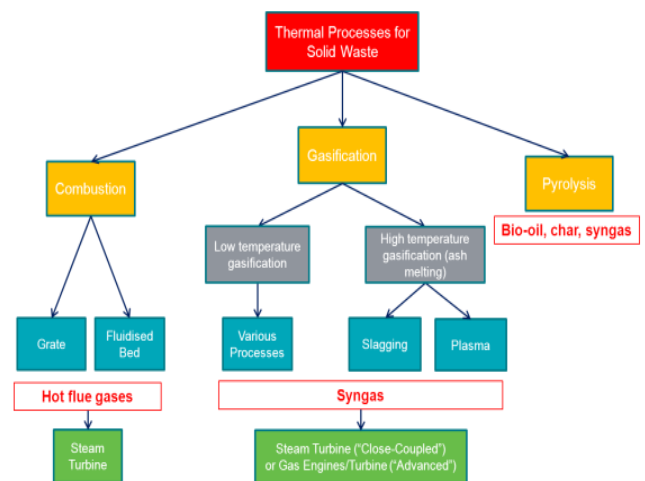 Thermal Processes for
Solid Waste
Gasification
Combustion
Pyrolysis
Bio-oil, char, syngas
Low temperature
gasification
High temperature
gasification (ash
melting)
Grate
Fluidised
Bed
Various
Processes
Slagging
Plasma
Hot flue gases
Syngas
Steam
Turbine
Steam Turbine (“Close-Coupled”)
or Gas Engines/Turbine (“Advanced”)